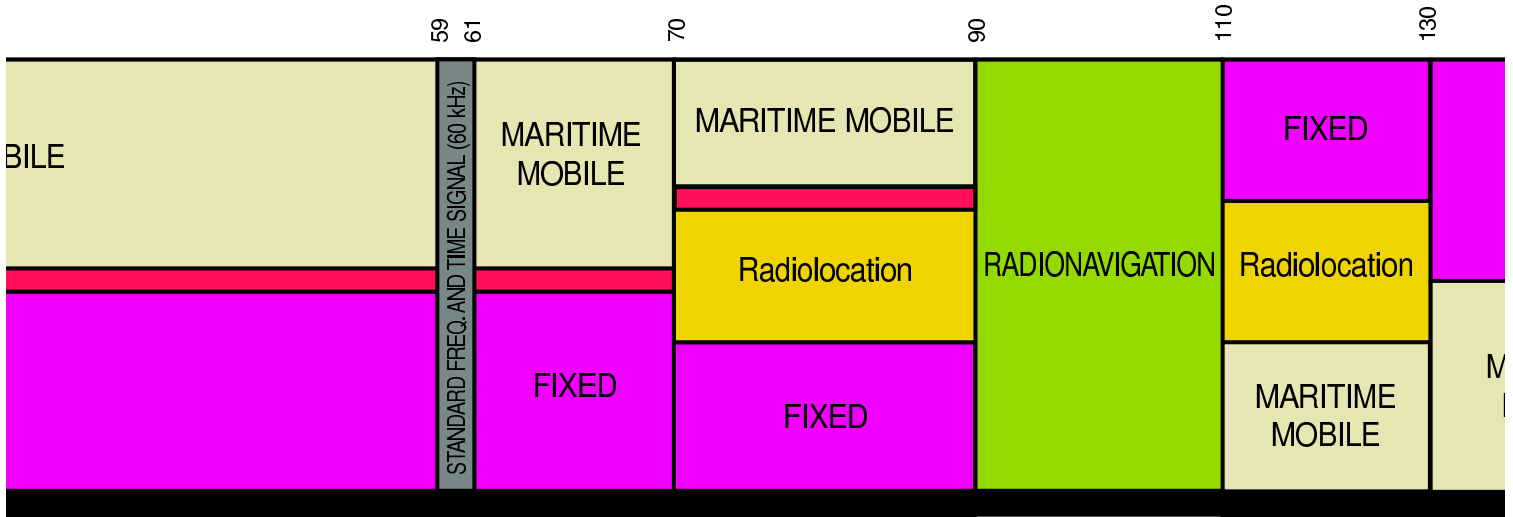 59
61
70
90
110
130
BILE
STANDARD FREQ. AND TIME SIGNAL (60 kHz)
MARITIME
MOBILE
FIXED
MARITIME MOBILE
Radiolocation
FIXED
RADIONAVIGATION
FIXED
Radiolocation
MARITIME
MOBILE
M